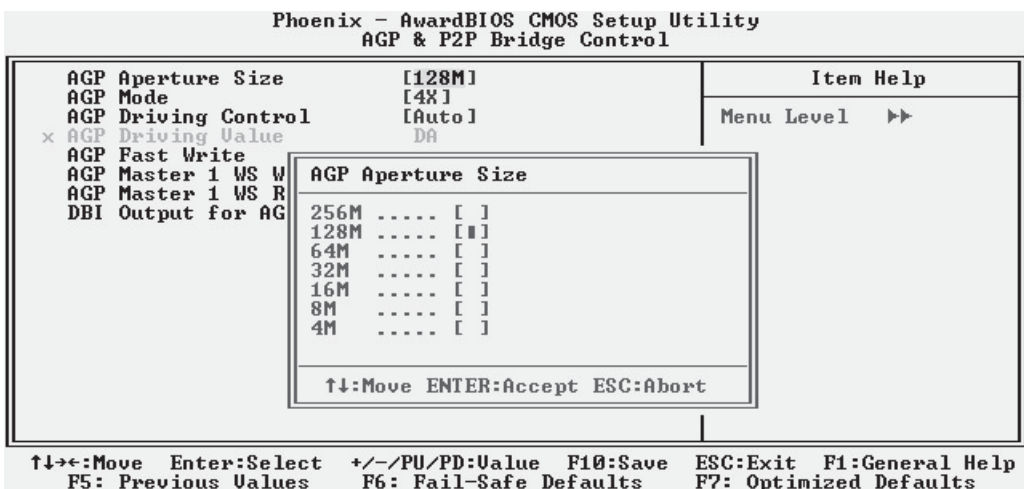 Phoenix - AwardBIOS CMOS Setup Utility
AGP & P2P Bridge Control
AGP Aperture Size [128M]
AGP Mode [4X]
AGP Driving Control [Auto]
x AGP Driving Value DA
AGP Fast Write
AGP Master 1 WS W
AGP Master 1 WS R
DBI Output for AG
Item Help
Menu Level ▶▶
AGP Aperture Size
256M ..... [ ]
128M ..... [▮]
64M ..... [ ]
32M ..... [ ]
16M ..... [ ]
8M ..... [ ]
4M ..... [ ]
↑↓:Move ENTER:Accept ESC:Abort
↑↓→←:Move Enter:Select +/-/PU/PD:Value F10:Save ESC:Exit F1:General Help
F5: Previous Values F6: Fail-Safe Defaults F7: Optimized Defaults